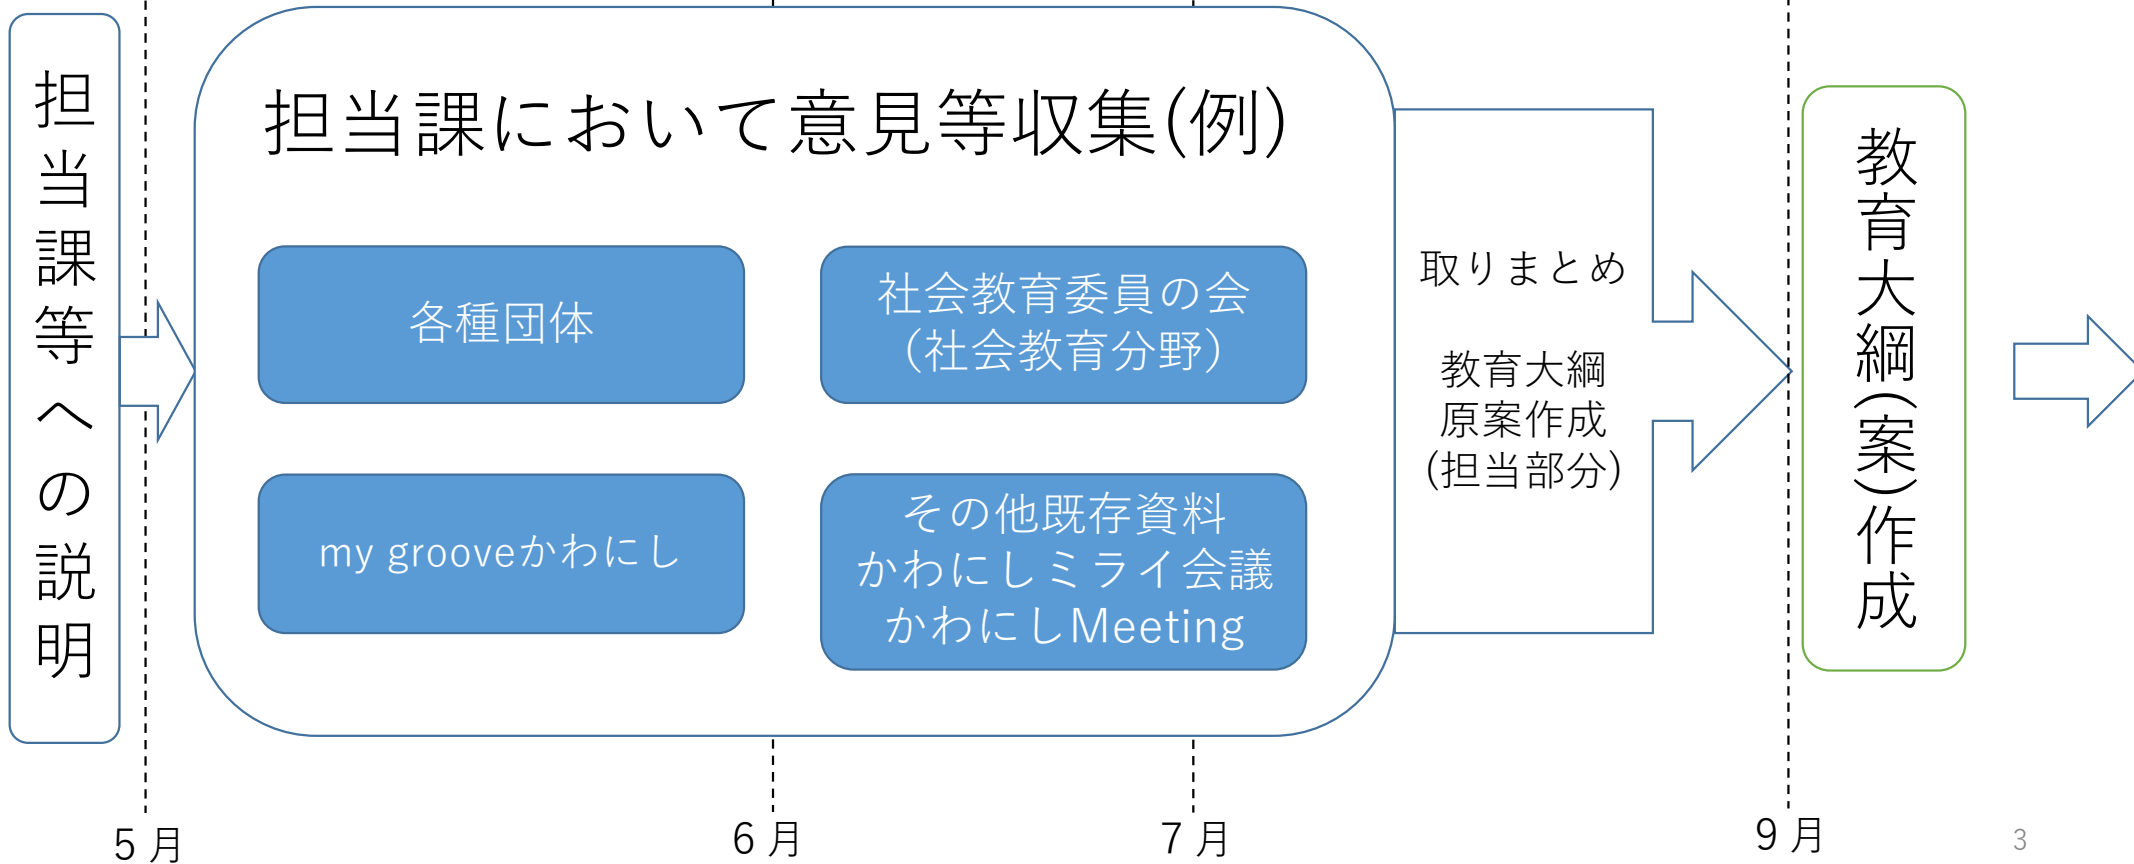 担当課等への説明
担当課において意見等収集(例)
各種団体
社会教育委員の会
(社会教育分野)
my grooveかわにし
その他既存資料
かわにしミライ会議
かわにしMeeting
取りまとめ
教育大綱
原案作成
(担当部分)
教育大綱(案)作成
5月
6月
7月
9月
3